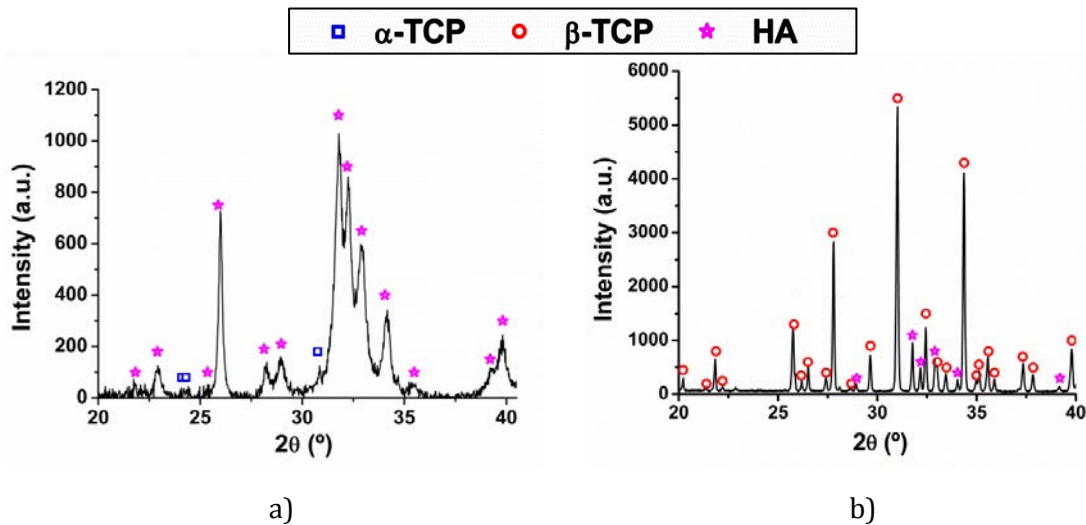 α-TCP β-TCP HA
1200
1000
800
600
400
200
0
20 25 30 35 40
Intensity (a.u.)
2θ (º)
a)
6000
5000
4000
3000
2000
1000
0
20 25 30 35 40
Intensity (a.u.)
2θ (º)
b)